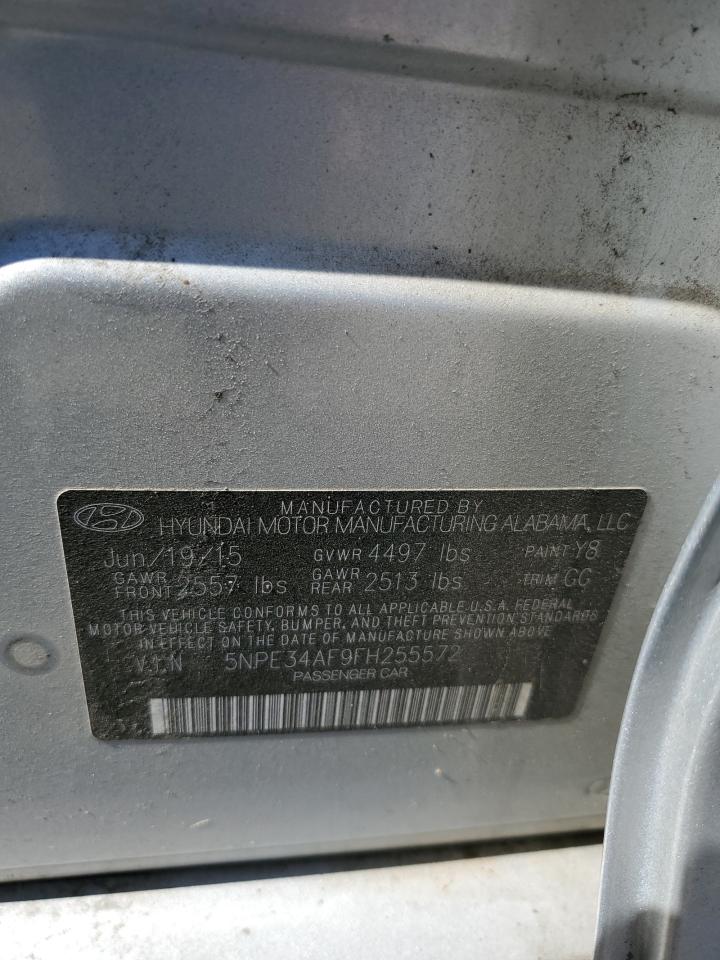 MANUFACTURED BY
HYUNDAI MOTOR MANUFACTURING ALABAMA, LLC
Jun/19/15 GVWR 4497 lbs PAINT Y8
GAWR FRONT 2557 lbs GAWR REAR 2513 lbs TRIM GG
THIS VEHICLE CONFORMS TO ALL APPLICABLE U.S.A. FEDERAL
MOTOR VEHICLE SAFETY, BUMPER, AND THEFT PREVENTION STANDARDS
IN EFFECT ON THE DATE OF MANUFACTURE SHOWN ABOVE.
V.I.N 5NPE34AF9FH255572
PASSENGER CAR